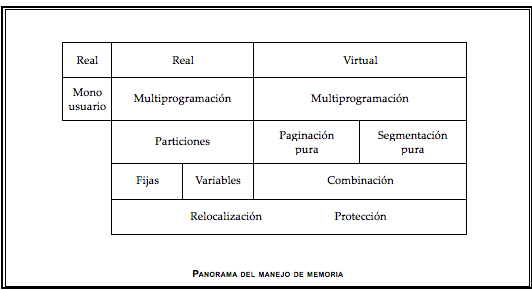 Real Real Virtual
Mono
usuario
Multiprogramación Multiprogramación
Particiones
Paginación
pura
Segmentación
pura
Fijas Variables Combinación
Relocalización Protección
PANORAMA DEL MANEJO DE MEMORIA